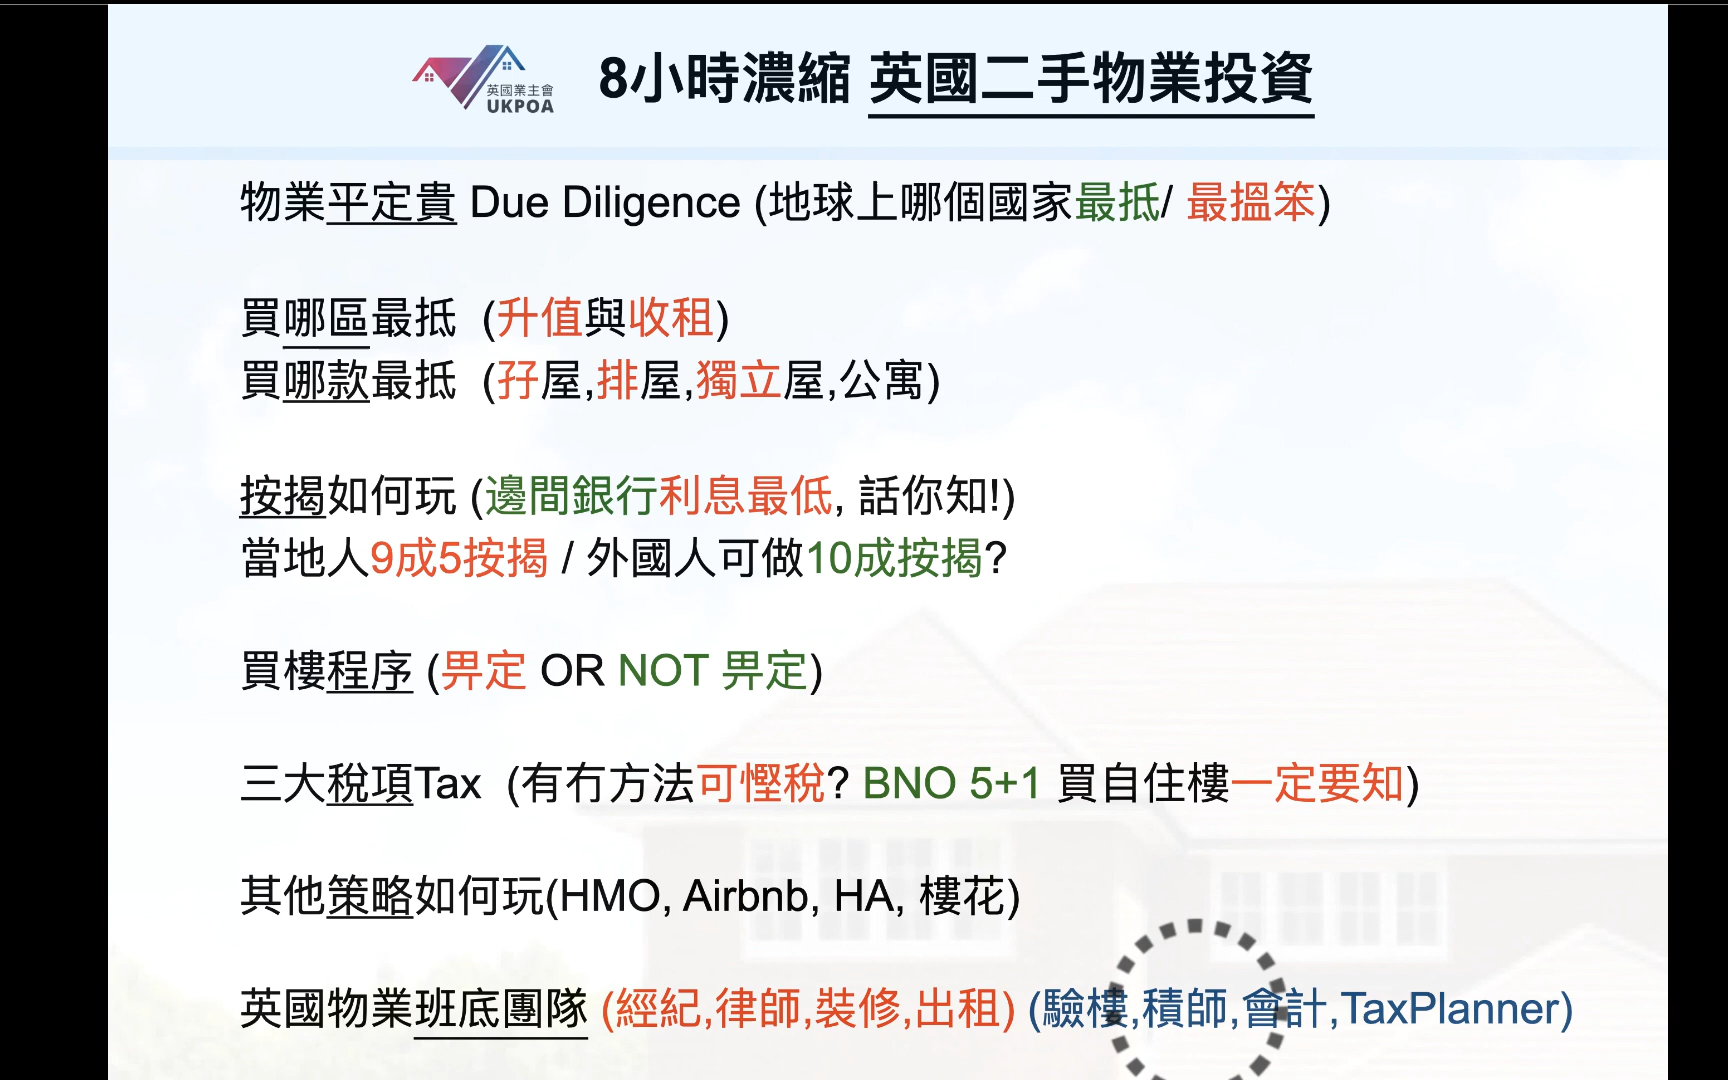 英國業主會
UKPOA
8小時濃縮 英國二手物業投資
物業平定貴 Due Diligence (地球上哪個國家最抵/ 最搵笨)
買哪區最抵 (升值與收租)
買哪款最抵 (孖屋,排屋,獨立屋,公寓)
按揭如何玩 (邊間銀行利息最低, 話你知!)
當地人9成5按揭 / 外國人可做10成按揭?
買樓程序 (畀定 OR NOT 畀定)
三大稅項Tax (有冇方法可慳稅? BNO 5+1 買自住樓一定要知)
其他策略如何玩(HMO, Airbnb, HA, 樓花)
英國物業班底團隊 (經紀,律師,裝修,出租) (驗樓,積師,會計,TaxPlanner)